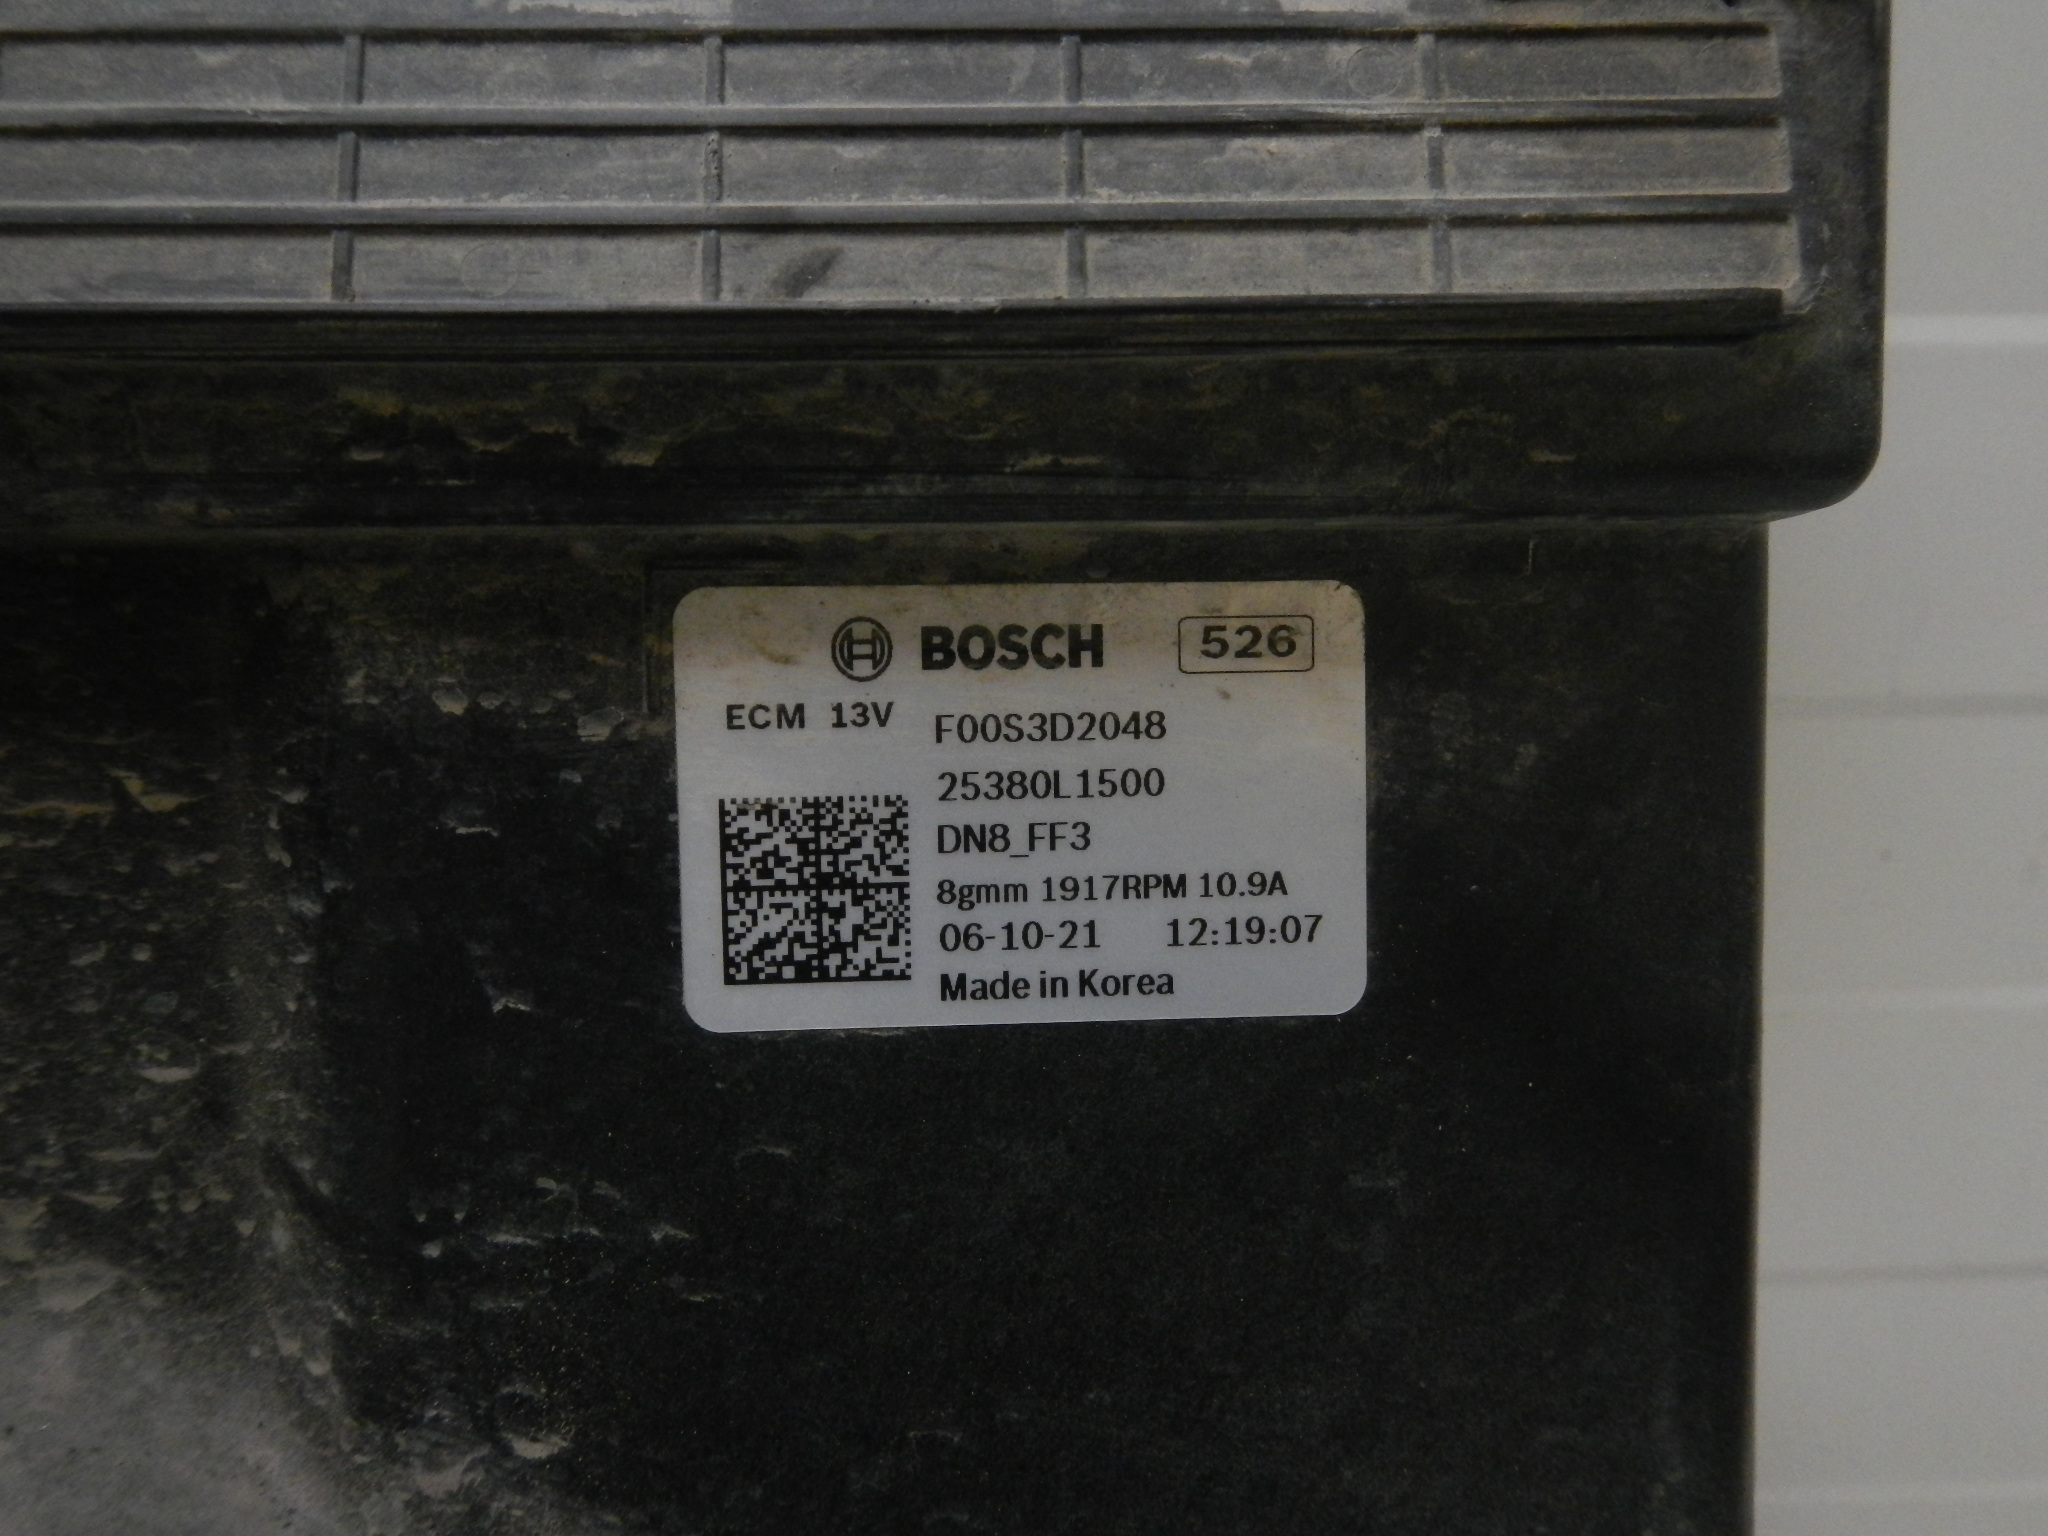 BOSCH 526
ECM 13V F00S3D2048
25380L1500
DN8_FF3
8gmm 1917RPM 10.9A
06-10-21 12:19:07
Made in Korea